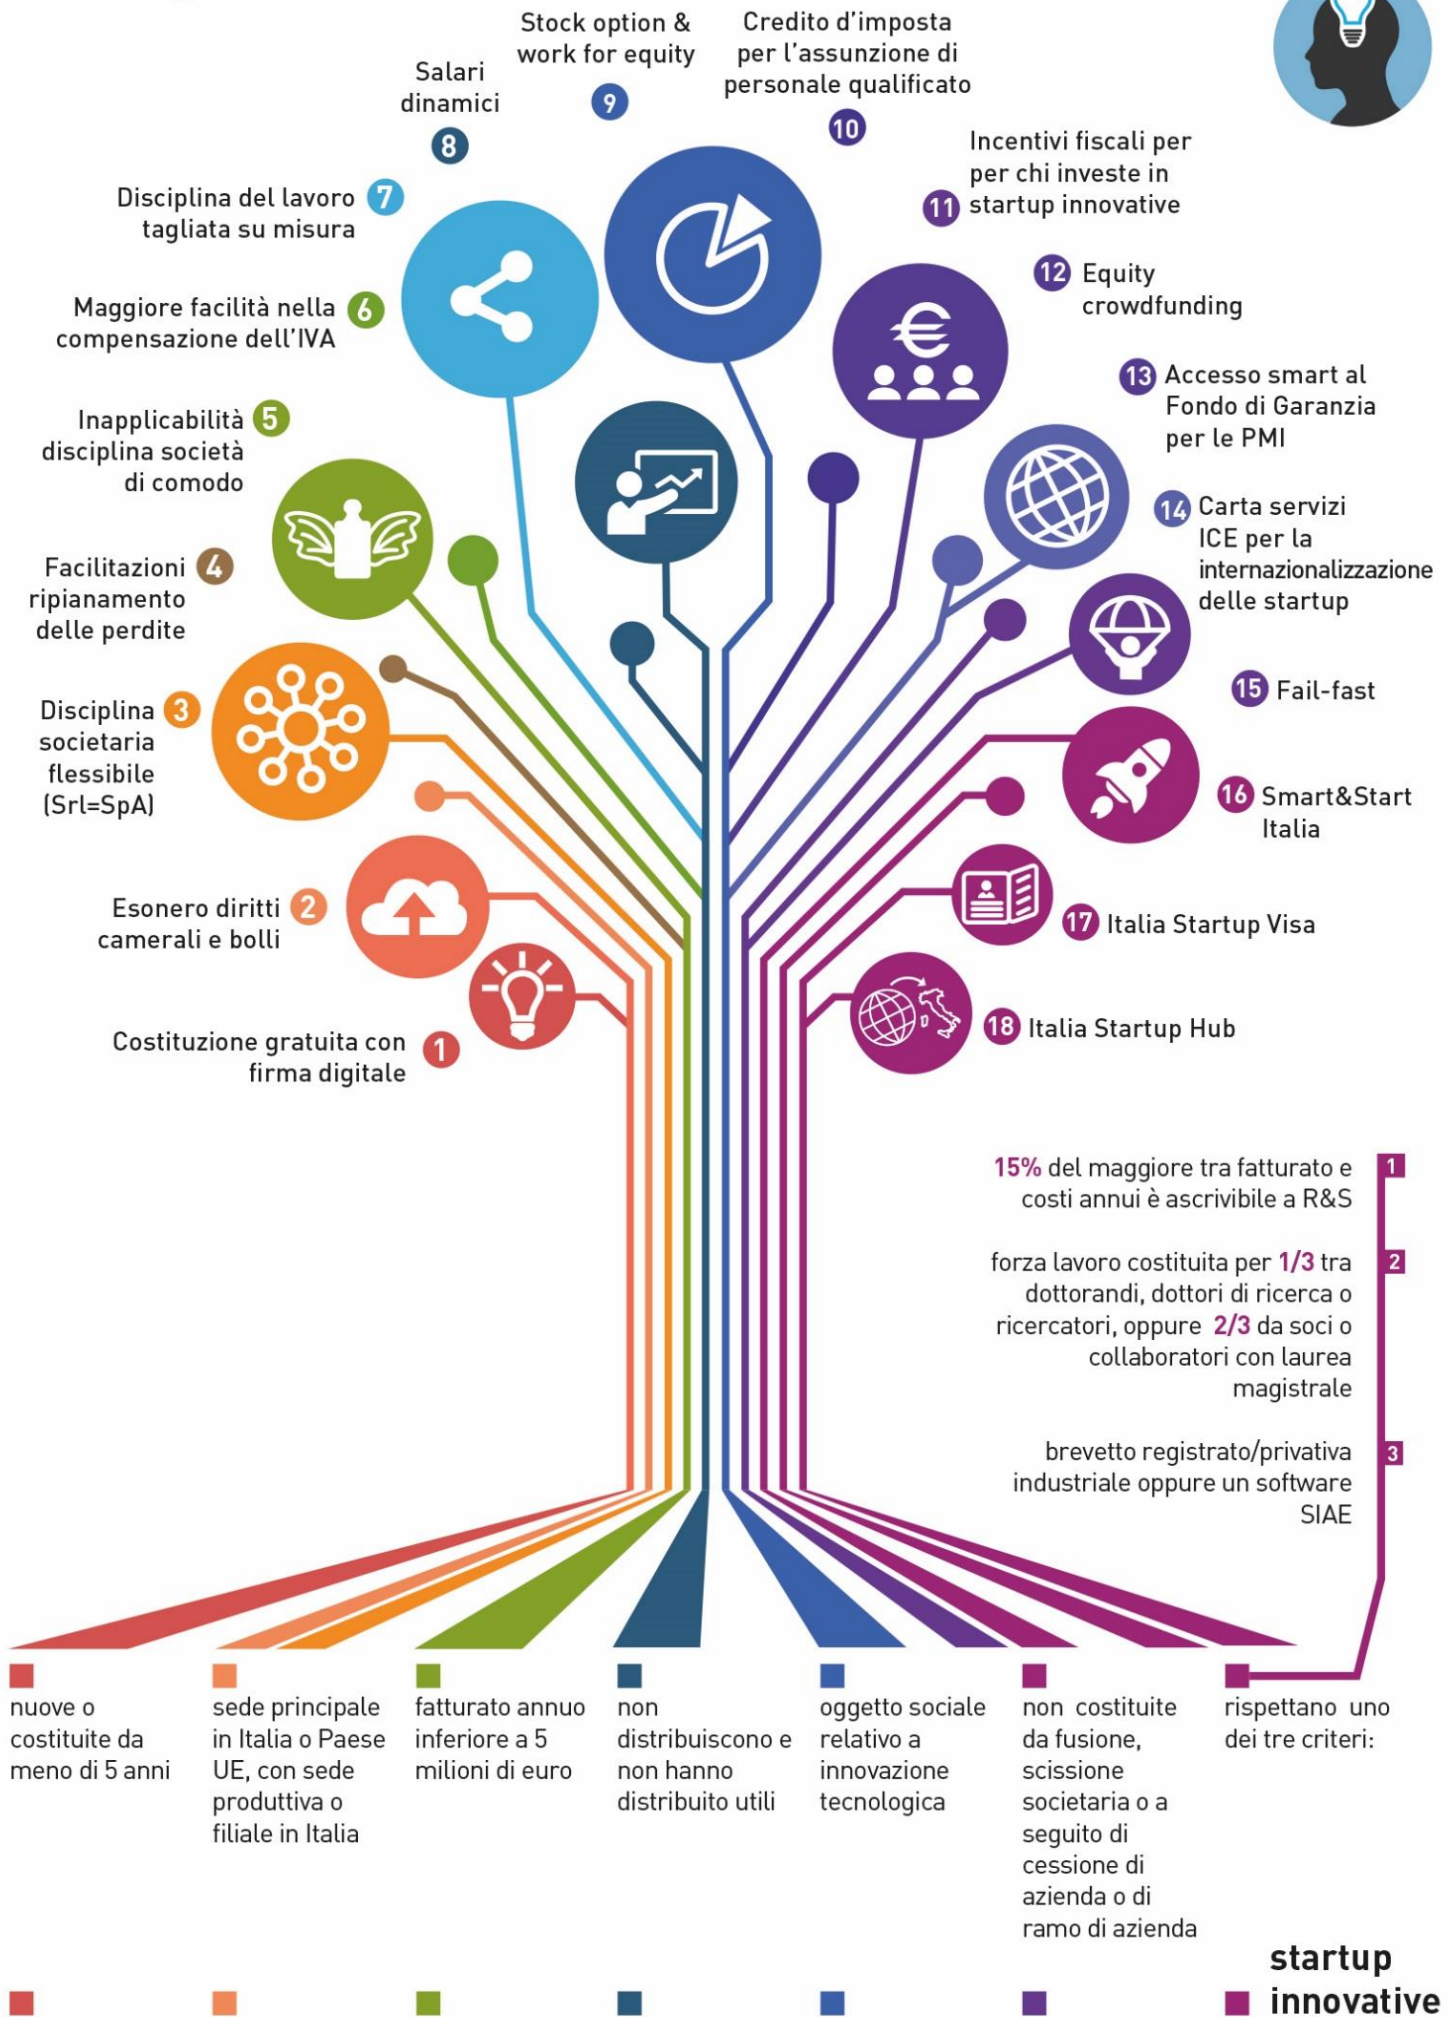 Stock option &
work for equity
9
Credito d'imposta
per l'assunzione di
personale qualificato
10
Salari
dinamici
8
Incentivi fiscali per
per chi investe in
11 startup innovative
Disciplina del lavoro 7
tagliata su misura
12 Equity
crowdfunding
Maggiore facilità nella 6
compensazione dell'IVA
13 Accesso smart al
Fondo di Garanzia
per le PMI
Inapplicabilità 5
disciplina società
di comodo
14 Carta servizi
ICE per la
internazionalizzazione
delle startup
Facilitazioni 4
ripianamento
delle perdite
15 Fail-fast
Disciplina 3
societaria
flessibile
(Srl=SpA)
16 Smart&Start
Italia
Esonero diritti 2
camerali e bolli
17 Italia Startup Visa
Costituzione gratuita con 1
firma digitale
18 Italia Startup Hub
€
15% del maggiore tra fatturato e 1
costi annui è ascrivibile a R&S
forza lavoro costituita per 1/3 tra 2
dottorandi, dottori di ricerca o
ricercatori, oppure 2/3 da soci o
collaboratori con laurea
magistrale
brevetto registrato/privativa 3
industriale oppure un software
SIAE
nuove o
costituite da
meno di 5 anni
sede principale
in Italia o Paese
UE, con sede
produttiva o
filiale in Italia
fatturato annuo
inferiore a 5
milioni di euro
non
distribuiscono e
non hanno
distribuito utili
oggetto sociale
relativo a
innovazione
tecnologica
non costituite
da fusione,
scissione
societaria o a
seguito di
cessione di
azienda o di
ramo di azienda
rispettano uno
dei tre criteri:
startup
innovative